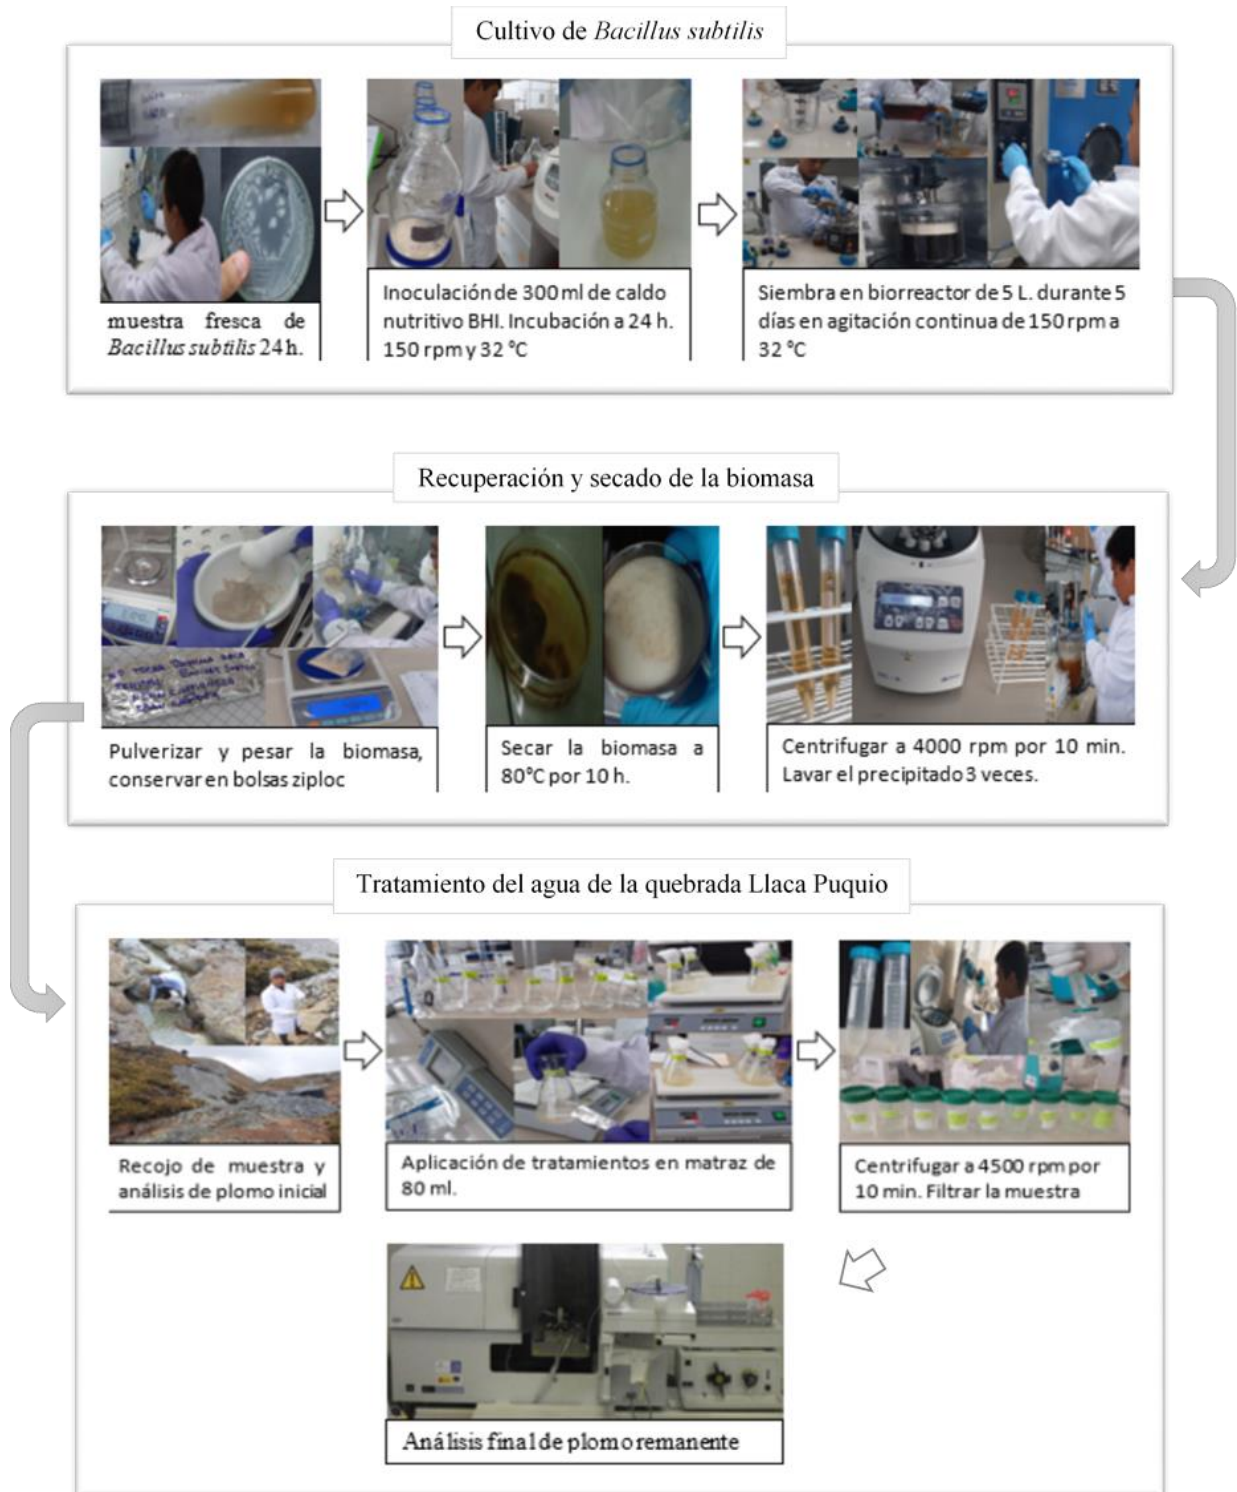 Cultivo de Bacillus subtilis
muestra fresca de
Bacillus subtilis 24 h.
Inoculación de 300 ml de caldo
nutritivo BHI. Incubación a 24 h.
150 rpm y 32 °C
Siembra en biorreactor de 5 L. durante 5
días en agitación continua de 150 rpm a
32 °C
Recuperación y secado de la biomasa
Pulverizar y pesar la biomasa,
conservar en bolsas ziploc
Secar la biomasa a
80°C por 10 h.
Centrifugar a 4000 rpm por 10 min.
Lavar el precipitado 3 veces.
Tratamiento del agua de la quebrada Llaca Puquio
Recojo de muestra y
análisis de plomo inicial
Aplicación de tratamientos en matraz de
80 ml.
Centrifugar a 4500 rpm por
10 min. Filtrar la muestra
Análisis final de plomo remanente